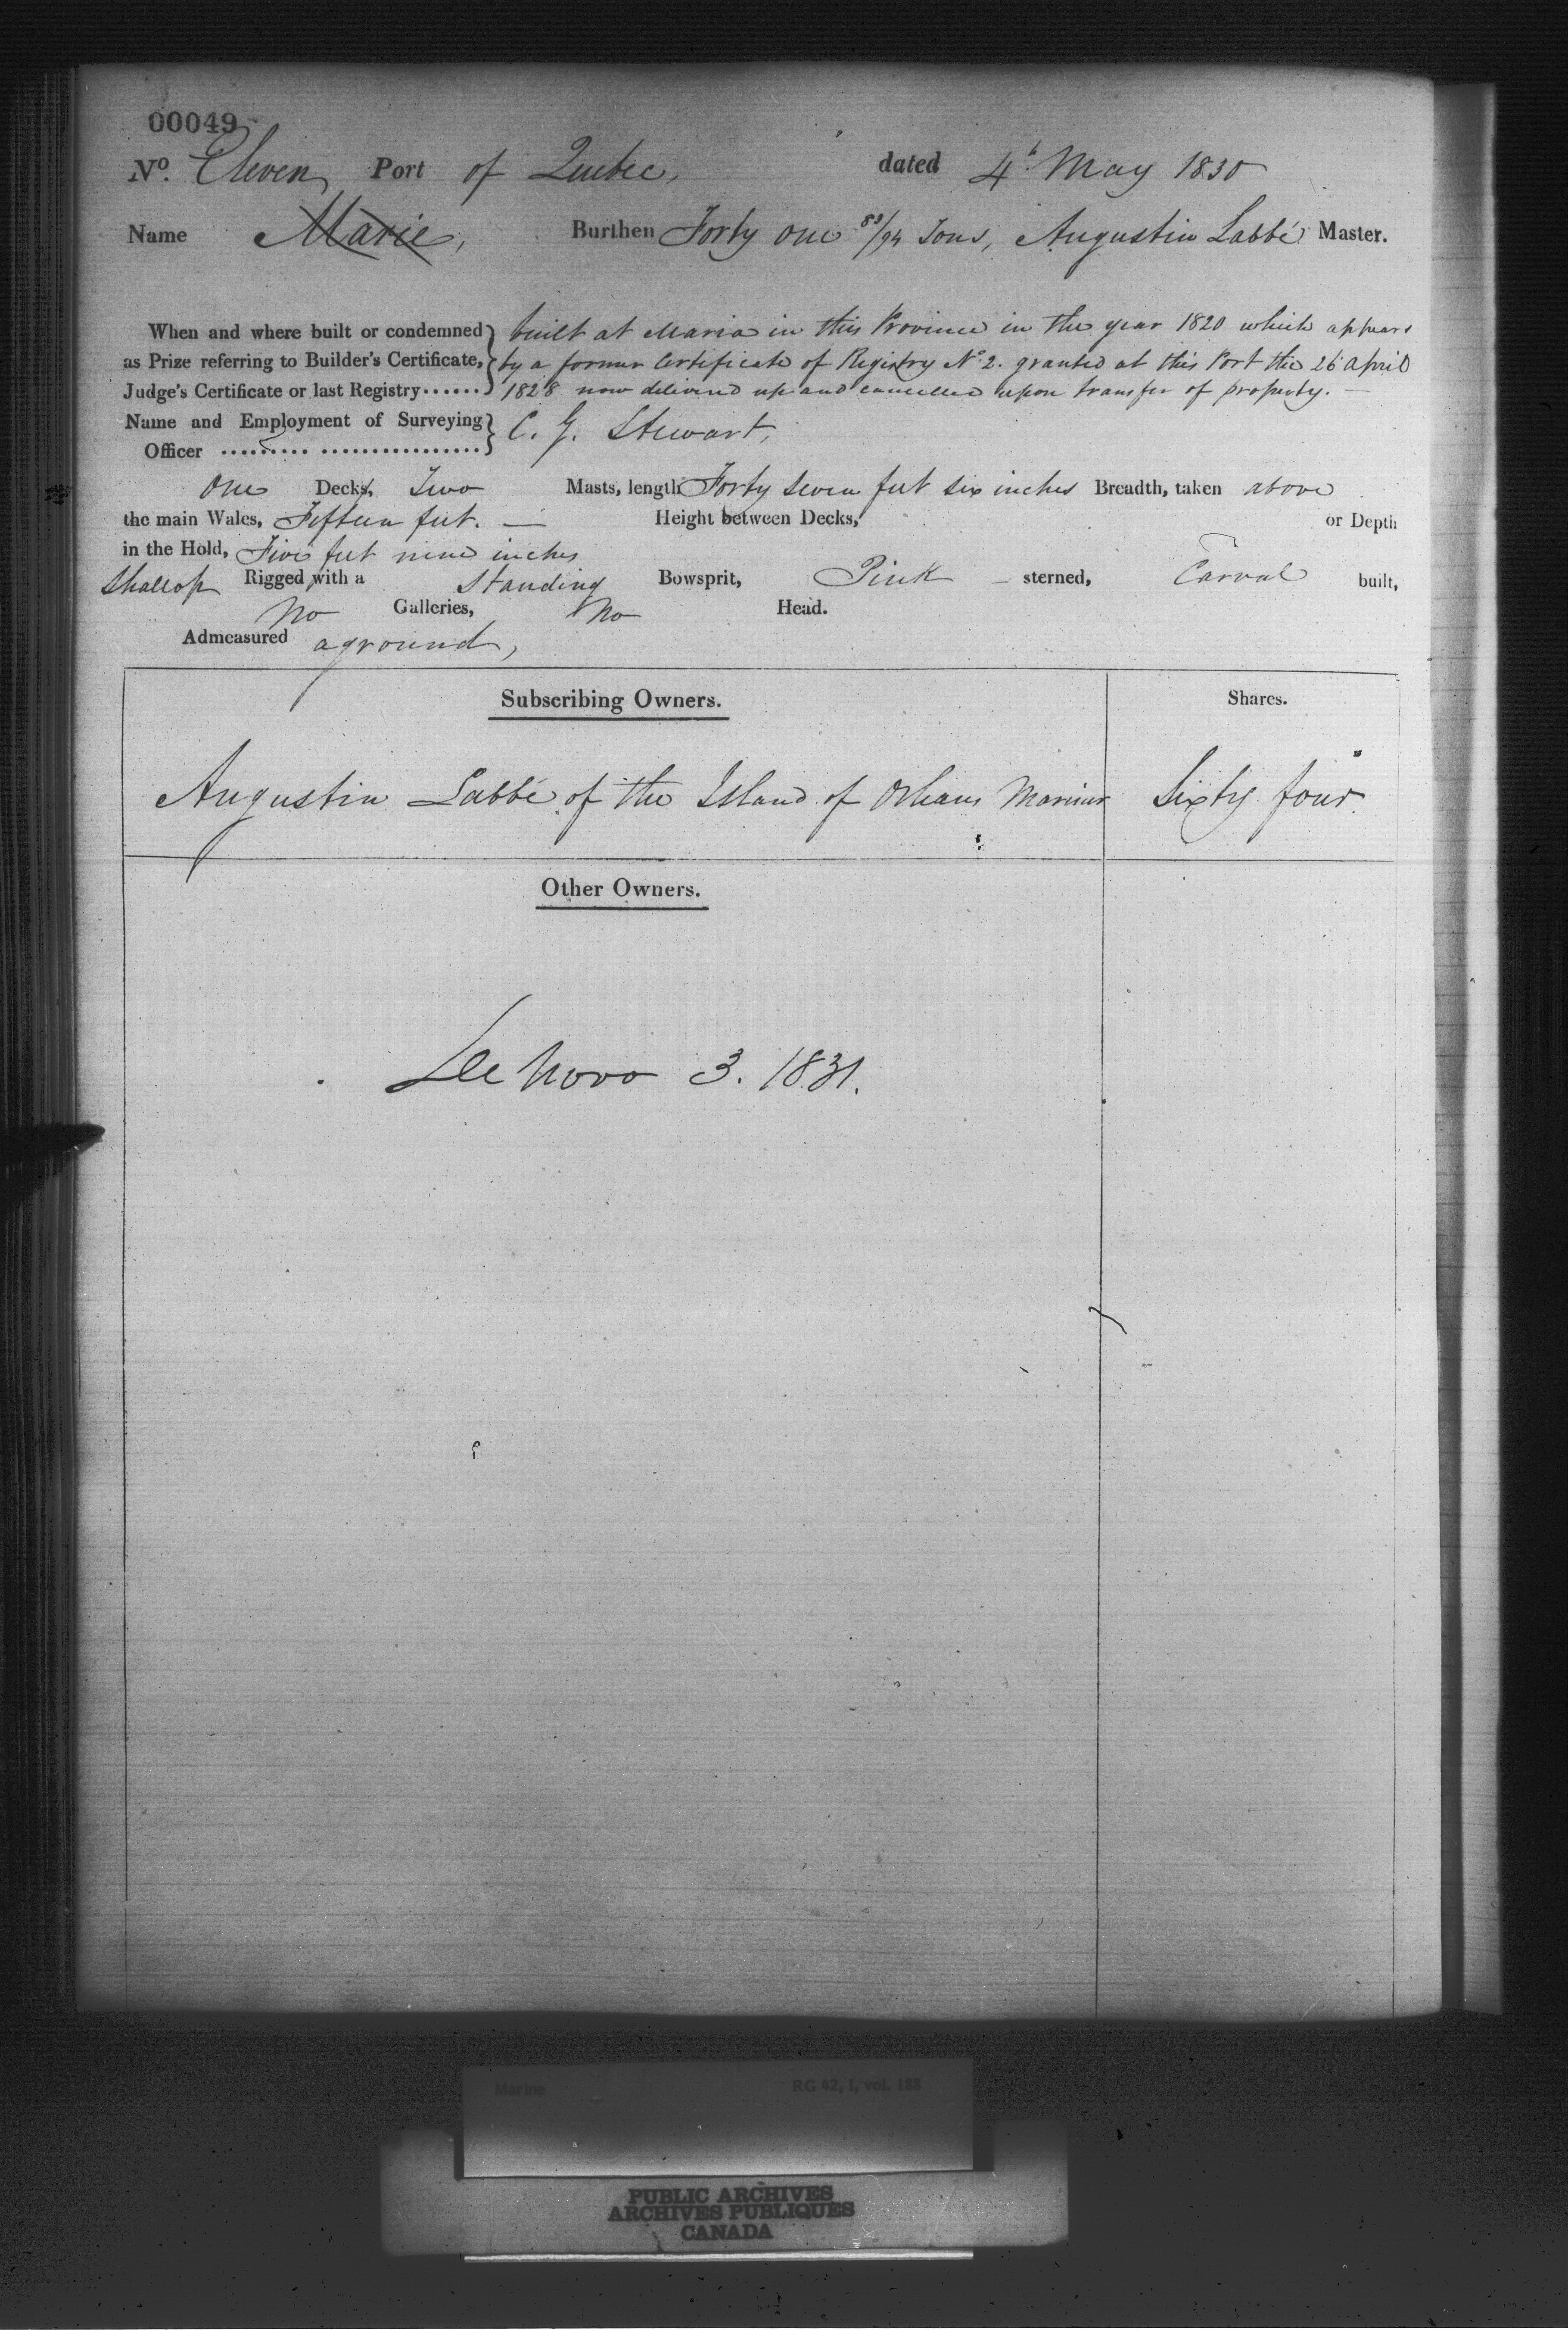 00049
No. Eleven, Port of Quebec, dated 4th May 1830
Name Marie, Burthen Forty one 83/94 Tons, Augustin Labbé Master.
When and where built or condemned built at Maria in this Province in the year 1820 which appears
as Prize referring to Builder's Certificate, by a former Certificate of Registry No. 2. granted at this Port the 26 April
Judge's Certificate or last Registry...... 1828 now delivered up and cancelled upon transfer of property. —
Name and Employment of Surveying C. G. Stewart,
Officer ......... ................
One Deck, Two Masts, length Forty seven feet six inches Breadth, taken above
the main Wales, Fifteen feet. — Height between Decks, or Depth
in the Hold, Five feet nine inches
Shallop Rigged with a Standing Bowsprit, Pink sterned, Carval built,
No Galleries, No Head.
Admeasured aground,
Subscribing Owners. Shares.
Augustin Labbé of the Island of Orleans Mariner Sixty four.
Other Owners.
De Novo 3. 1831.
Marine RG 42, I, vol. 188
PUBLIC ARCHIVES
ARCHIVES PUBLIQUES
CANADA